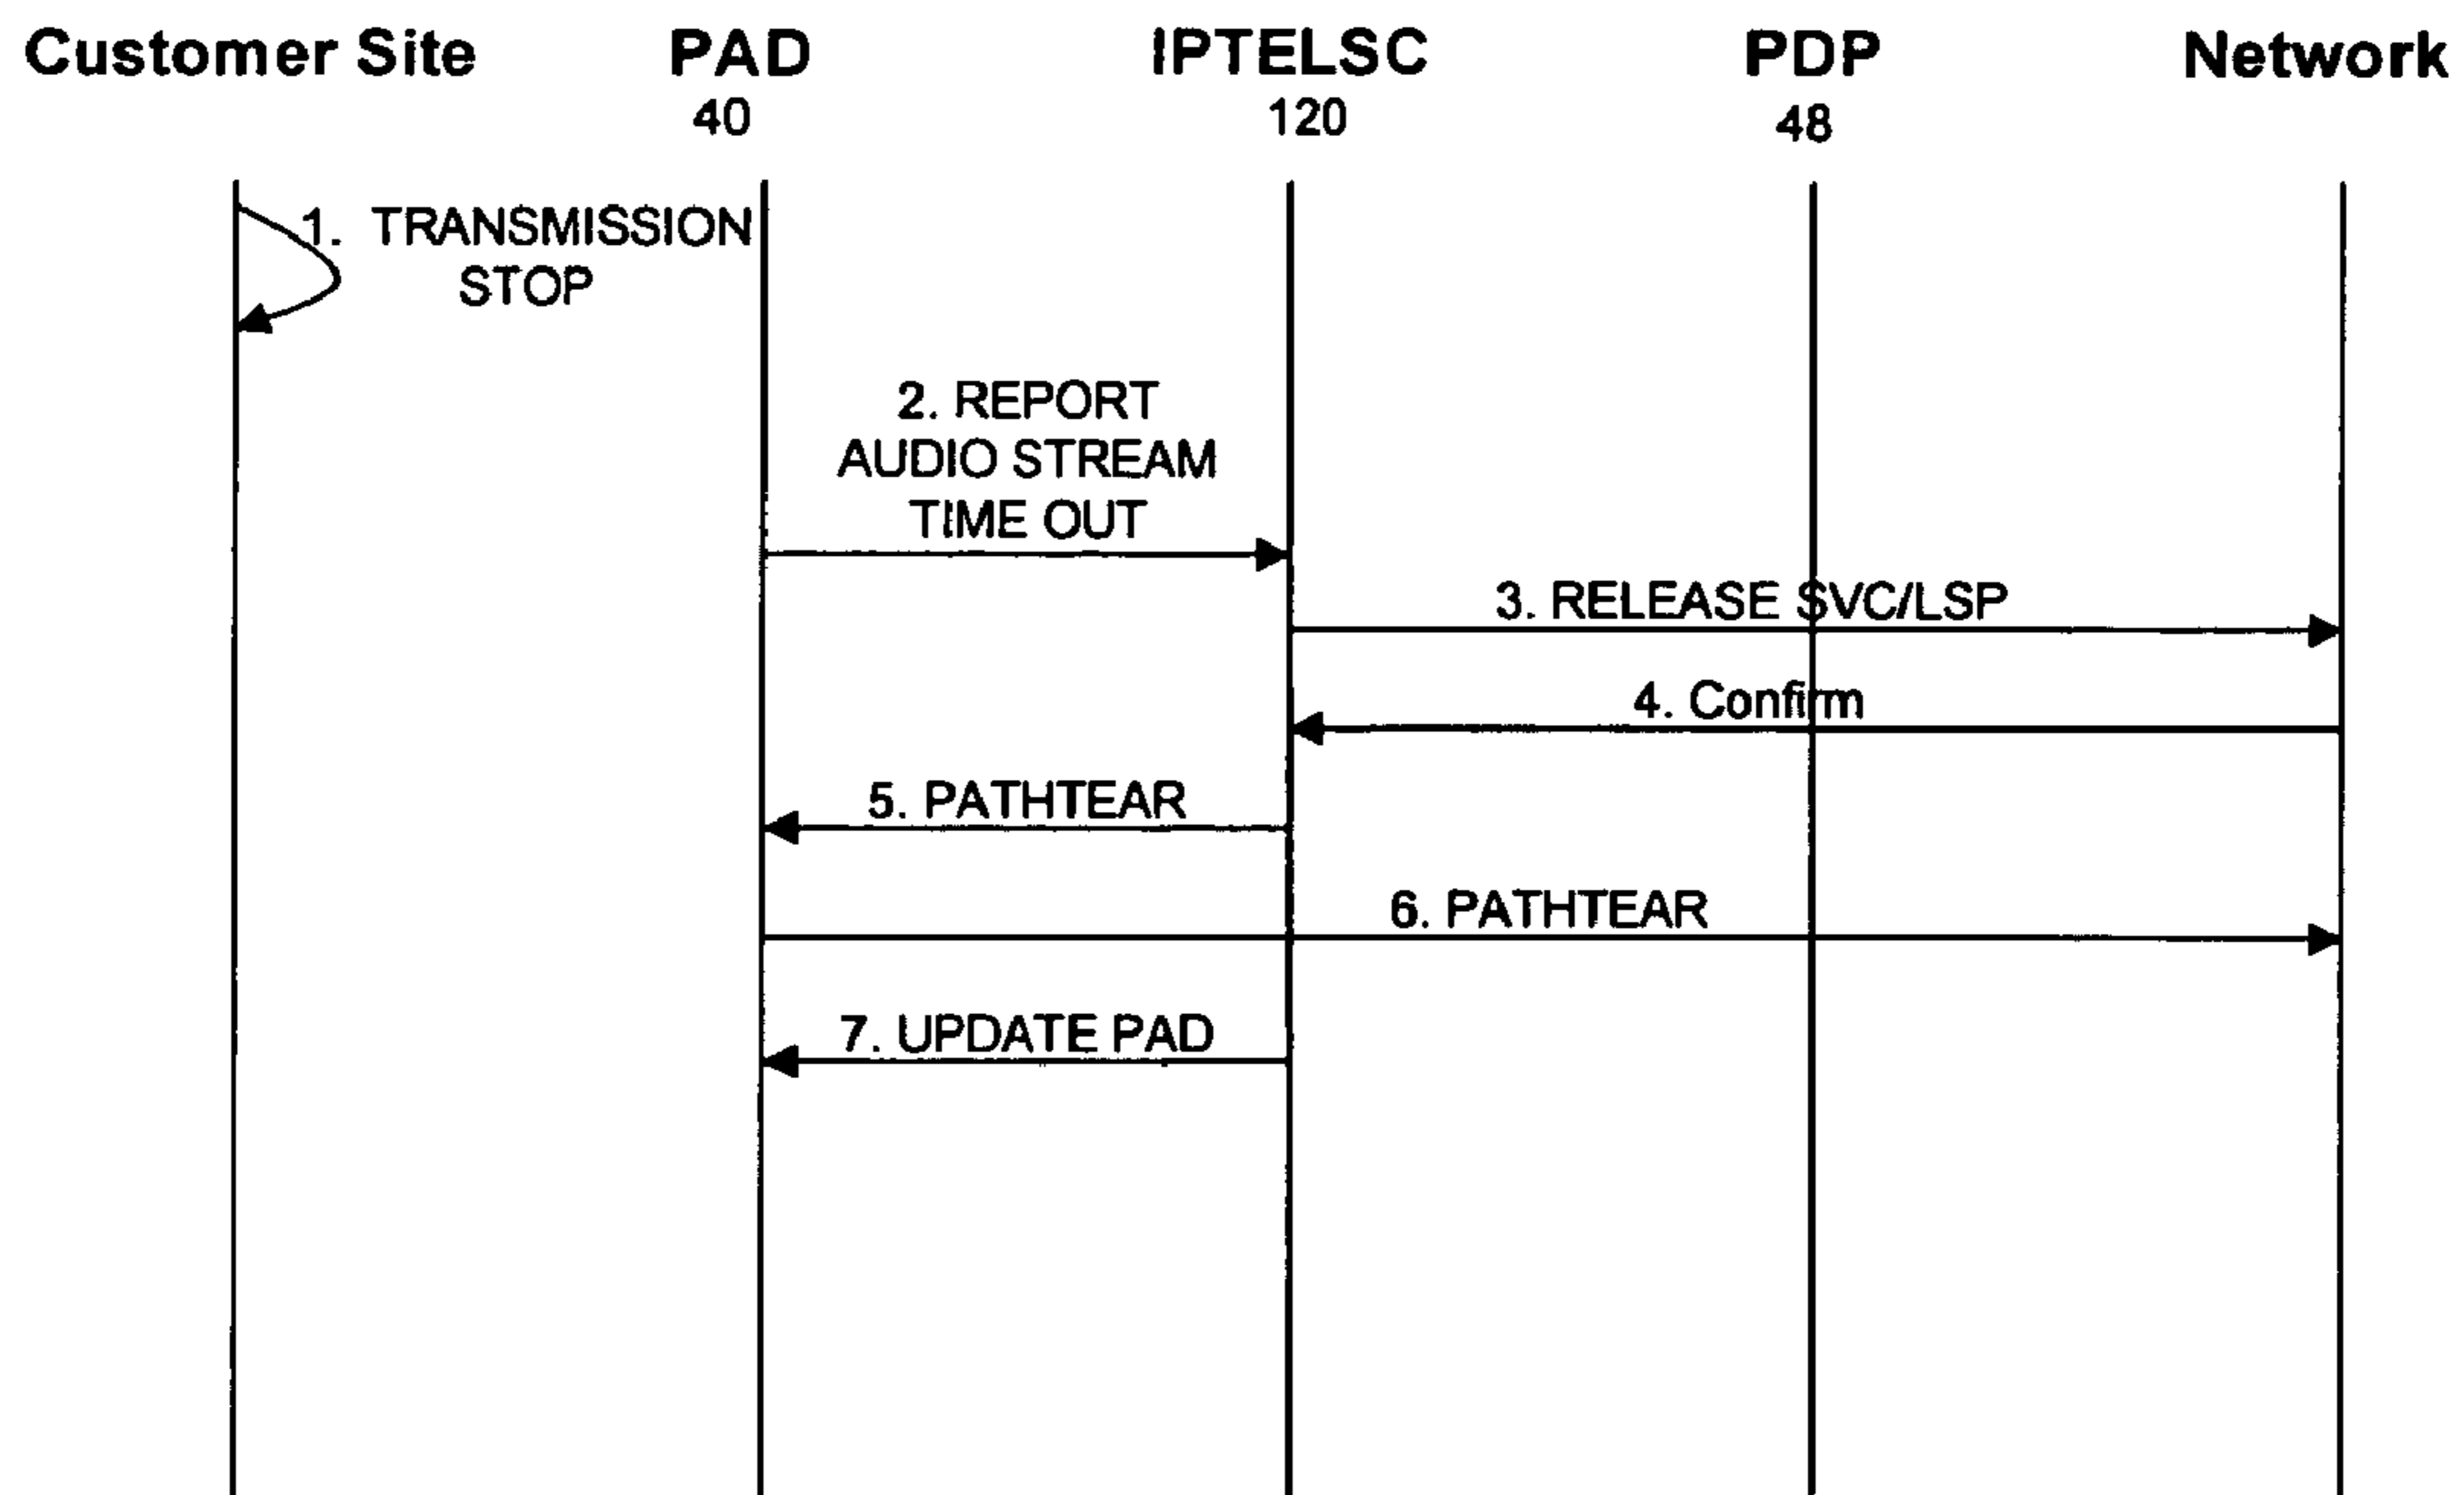 Customer Site PAD IPTELSC PDP Network
40 120 48
1. TRANSMISSION
STOP
2. REPORT
AUDIO STREAM
TIME OUT
3. RELEASE SVC/LSP
4. Confirm
5. PATHTEAR
6. PATHTEAR
7. UPDATE PAD